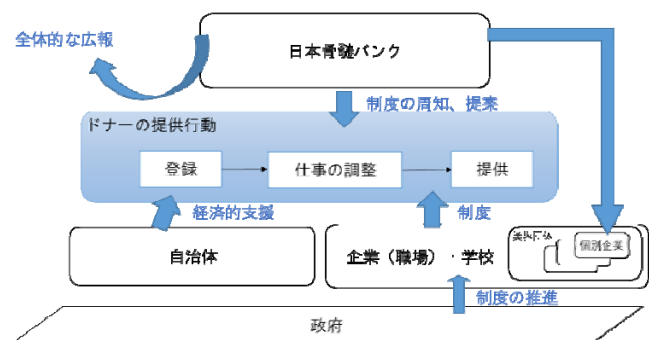 全体的な広報
日本骨髄バンク
制度の周知、提案
ドナーの提供行動
登録
仕事の調整
提供
経済的支援
制度
自治体
企業（職場）・学校
個別企業
制度の推進
政府